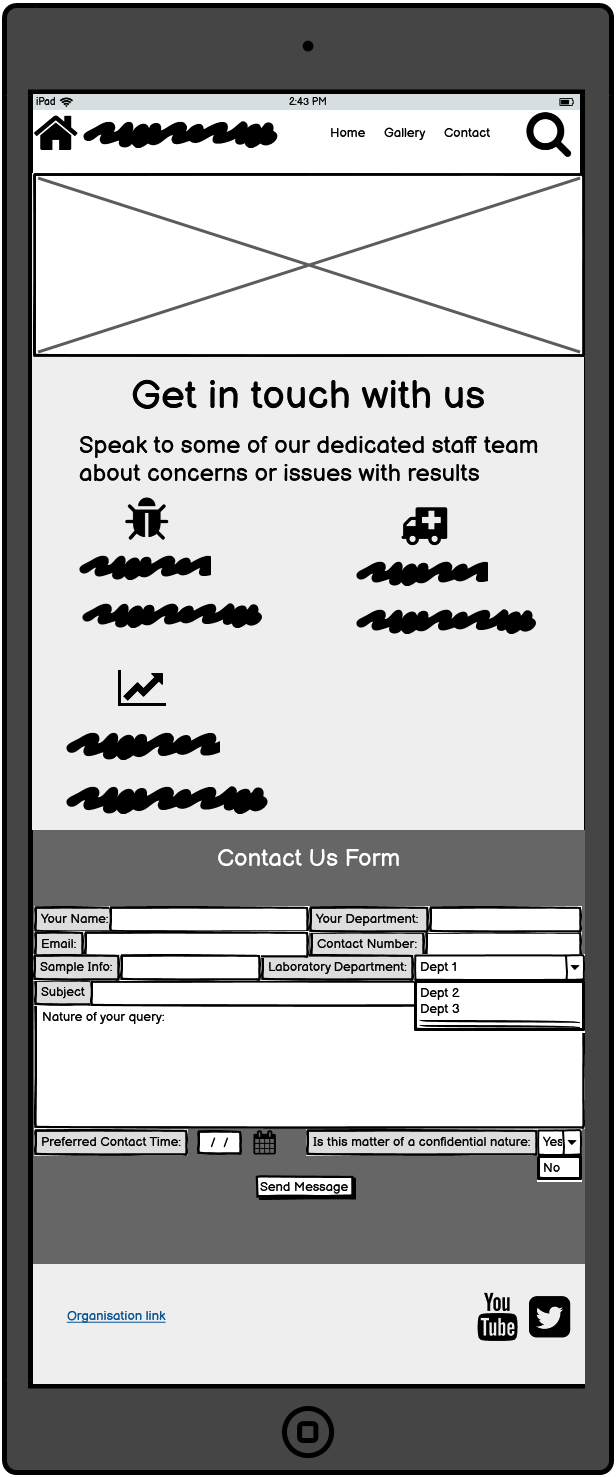 iPad 2:43 PM
Home Gallery Contact
Get in touch with us
Speak to some of our dedicated staff team
about concerns or issues with results
Contact Us Form
Your Name: Your Department:
Email: Contact Number:
Sample Info: Laboratory Department: Dept 1
Subject Dept 2
Dept 3
Nature of your query:
Preferred Contact Time: / / Is this matter of a confidential nature: Yes
No
Send Message
Organisation link
You
Tube